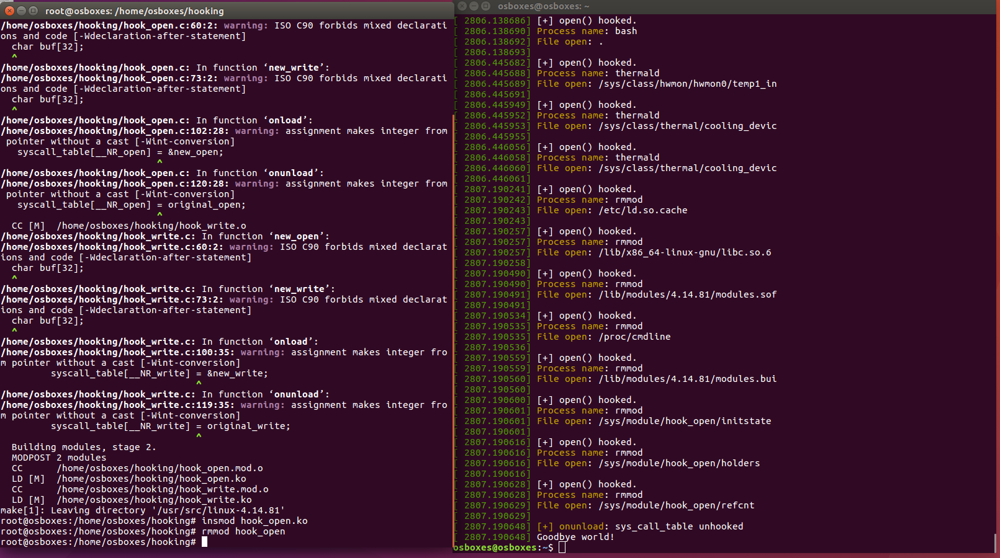 root@osboxes: /home/osboxes/hooking
/home/osboxes/hooking/hook_open.c:60:2: warning: ISO C90 forbids mixed declarati
ons and code [-Wdeclaration-after-statement]
  char buf[32];
  ^
/home/osboxes/hooking/hook_open.c: In function ‘new_write’:
/home/osboxes/hooking/hook_open.c:73:2: warning: ISO C90 forbids mixed declarati
ons and code [-Wdeclaration-after-statement]
  char buf[32];
  ^
/home/osboxes/hooking/hook_open.c: In function ‘onload’:
/home/osboxes/hooking/hook_open.c:102:28: warning: assignment makes integer from
 pointer without a cast [-Wint-conversion]
   syscall_table[__NR_open] = &new_open;
                            ^
/home/osboxes/hooking/hook_open.c: In function ‘onunload’:
/home/osboxes/hooking/hook_open.c:120:28: warning: assignment makes integer from
 pointer without a cast [-Wint-conversion]
   syscall_table[__NR_open] = original_open;
                            ^
  CC [M]  /home/osboxes/hooking/hook_write.o
/home/osboxes/hooking/hook_write.c: In function ‘new_open’:
/home/osboxes/hooking/hook_write.c:60:2: warning: ISO C90 forbids mixed declarat
ions and code [-Wdeclaration-after-statement]
  char buf[32];
  ^
/home/osboxes/hooking/hook_write.c: In function ‘new_write’:
/home/osboxes/hooking/hook_write.c:73:2: warning: ISO C90 forbids mixed declarat
ions and code [-Wdeclaration-after-statement]
  char buf[32];
  ^
/home/osboxes/hooking/hook_write.c: In function ‘onload’:
/home/osboxes/hooking/hook_write.c:100:35: warning: assignment makes integer fro
m pointer without a cast [-Wint-conversion]
         syscall_table[__NR_write] = &new_write;
                                   ^
/home/osboxes/hooking/hook_write.c: In function ‘onunload’:
/home/osboxes/hooking/hook_write.c:119:35: warning: assignment makes integer fro
m pointer without a cast [-Wint-conversion]
         syscall_table[__NR_write] = original_write;
                                   ^
  Building modules, stage 2.
  MODPOST 2 modules
  CC      /home/osboxes/hooking/hook_open.mod.o
  LD [M]  /home/osboxes/hooking/hook_open.ko
  CC      /home/osboxes/hooking/hook_write.mod.o
  LD [M]  /home/osboxes/hooking/hook_write.ko
make[1]: Leaving directory '/usr/src/linux-4.14.81'
root@osboxes:/home/osboxes/hooking# insmod hook_open.ko
root@osboxes:/home/osboxes/hooking# rmmod hook_open
root@osboxes:/home/osboxes/hooking#
osboxes@osboxes: ~
[ 2806.138686] [+] open() hooked.
[ 2806.138690] Process name: bash
[ 2806.138692] File open: .
[ 2806.138693]
[ 2806.445682] [+] open() hooked.
[ 2806.445688] Process name: thermald
[ 2806.445689] File open: /sys/class/hwmon/hwmon0/temp1_in
[ 2806.445691]
[ 2806.445949] [+] open() hooked.
[ 2806.445952] Process name: thermald
[ 2806.445953] File open: /sys/class/thermal/cooling_devic
[ 2806.445955]
[ 2806.446056] [+] open() hooked.
[ 2806.446058] Process name: thermald
[ 2806.446060] File open: /sys/class/thermal/cooling_devic
[ 2806.446061]
[ 2807.190241] [+] open() hooked.
[ 2807.190242] Process name: rmmod
[ 2807.190243] File open: /etc/ld.so.cache
[ 2807.190243]
[ 2807.190257] [+] open() hooked.
[ 2807.190257] Process name: rmmod
[ 2807.190257] File open: /lib/x86_64-linux-gnu/libc.so.6
[ 2807.190258]
[ 2807.190490] [+] open() hooked.
[ 2807.190490] Process name: rmmod
[ 2807.190491] File open: /lib/modules/4.14.81/modules.sof
[ 2807.190491]
[ 2807.190534] [+] open() hooked.
[ 2807.190535] Process name: rmmod
[ 2807.190535] File open: /proc/cmdline
[ 2807.190536]
[ 2807.190559] [+] open() hooked.
[ 2807.190559] Process name: rmmod
[ 2807.190560] File open: /lib/modules/4.14.81/modules.bui
[ 2807.190560]
[ 2807.190600] [+] open() hooked.
[ 2807.190601] Process name: rmmod
[ 2807.190601] File open: /sys/module/hook_open/initstate
[ 2807.190601]
[ 2807.190616] [+] open() hooked.
[ 2807.190616] Process name: rmmod
[ 2807.190616] File open: /sys/module/hook_open/holders
[ 2807.190616]
[ 2807.190628] [+] open() hooked.
[ 2807.190628] Process name: rmmod
[ 2807.190629] File open: /sys/module/hook_open/refcnt
[ 2807.190629]
[ 2807.190648] [+] onunload: sys_call_table unhooked
[ 2807.190648] Goodbye world!
osboxes@osboxes:~$